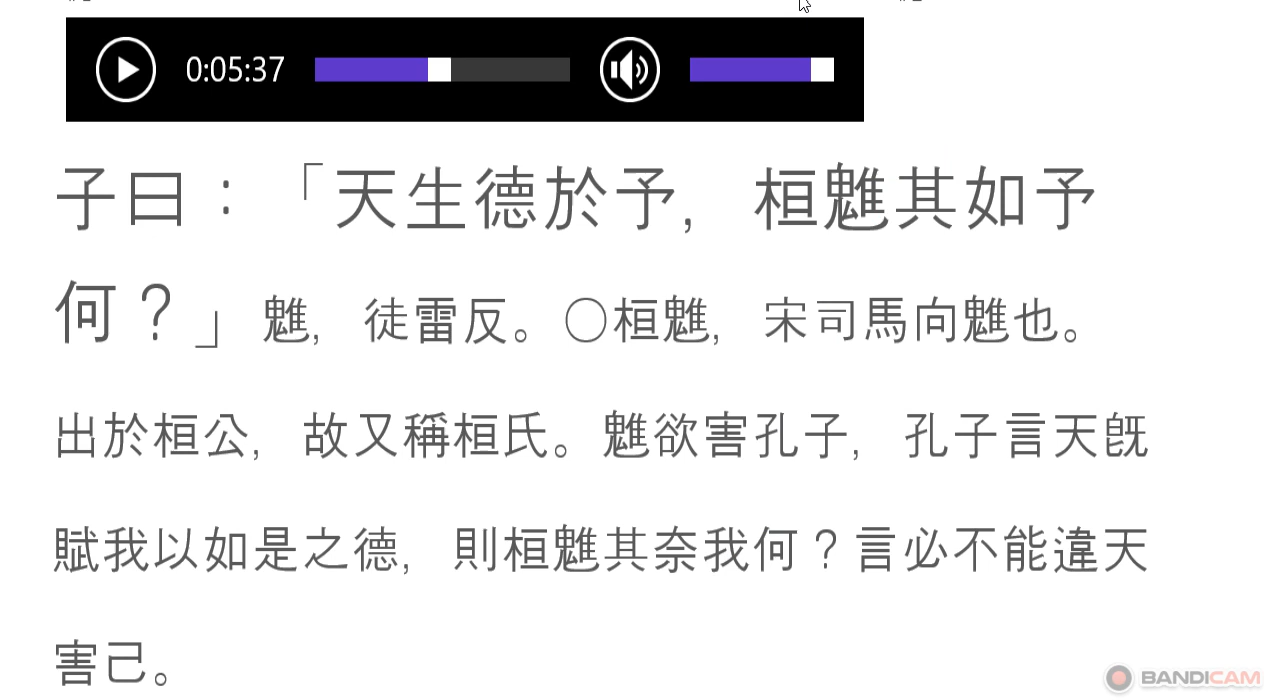 0:05:37
子曰：「天生德於予，桓魋其如予
何？」魋，徒雷反。○桓魋，宋司馬向魋也。
出於桓公，故又稱桓氏。魋欲害孔子，孔子言天旣
賦我以如是之德，則桓魋其奈我何？言必不能違天
害己。
BANDICAM